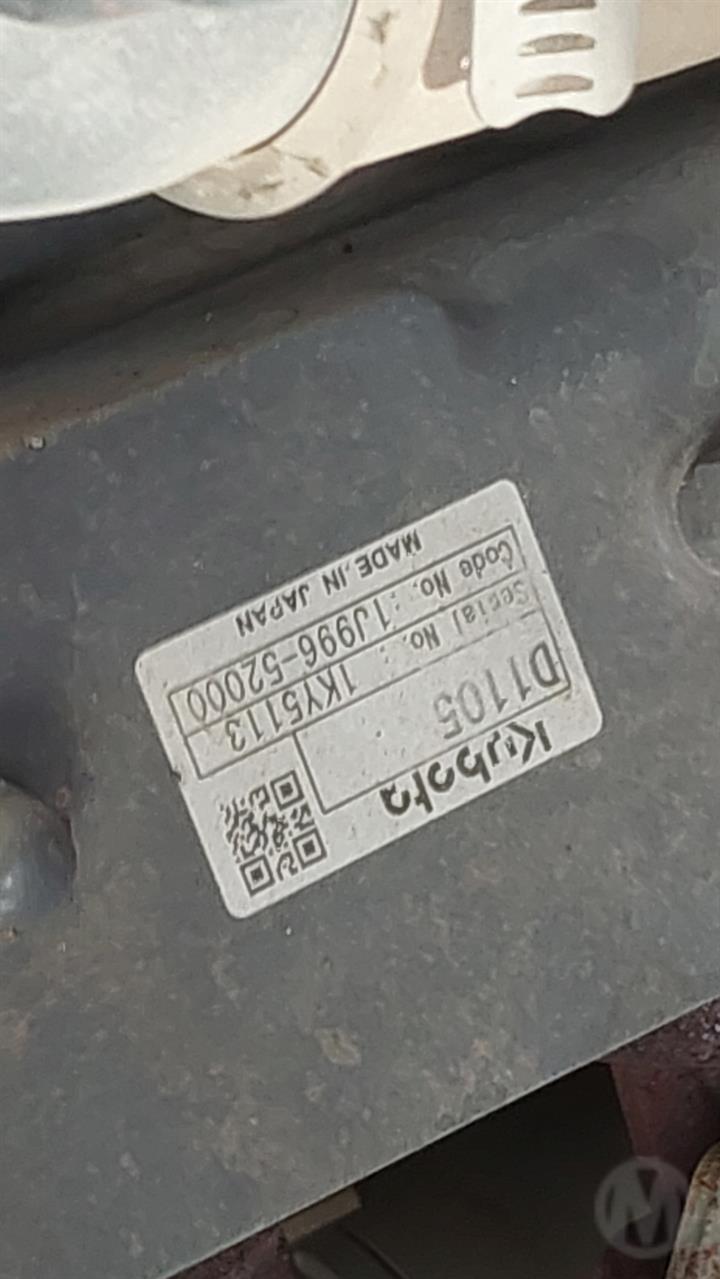 Kubota
D1105
Serial No. : 1KY5113
Code No. : 1J996-52000
MADE IN JAPAN
M